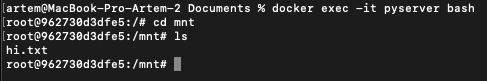 [artem@MacBook-Pro-Artem-2 Documents % docker exec -it pyserver bash
[root@962730d3dfe5:/# cd mnt
[root@962730d3dfe5:/mnt# ls
hi.txt
root@962730d3dfe5:/mnt#